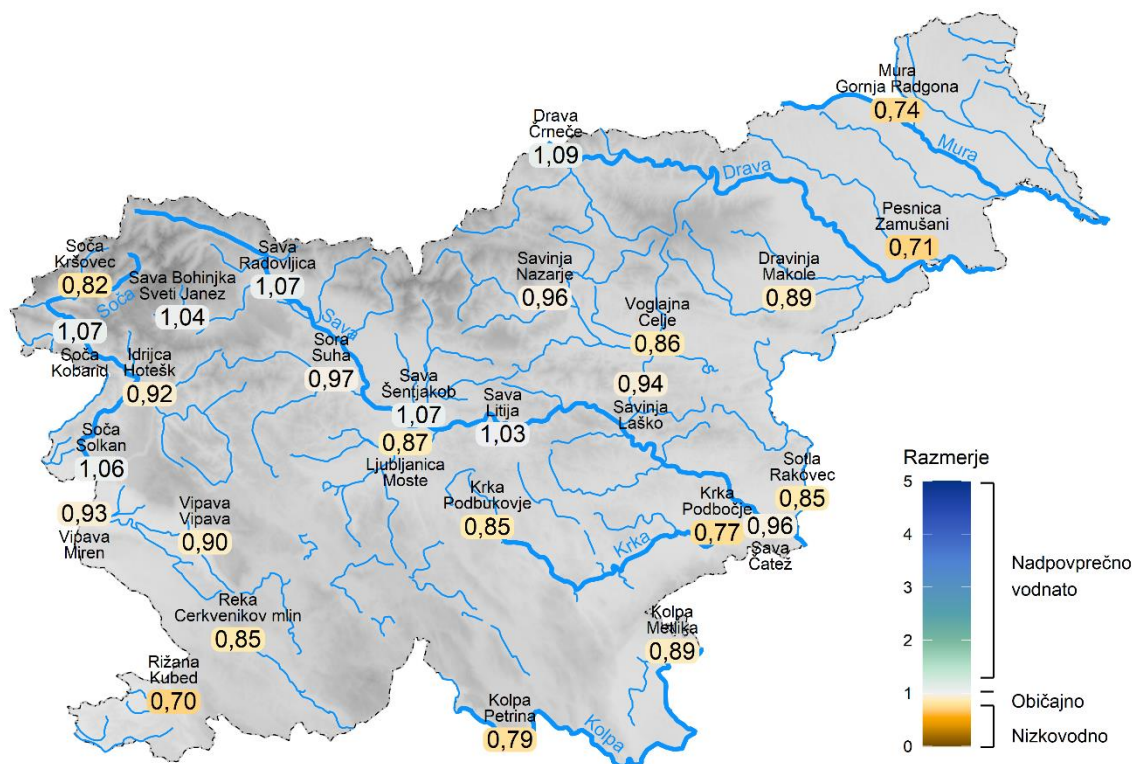 Mura
Gornja Radgona
0,74
Mura
Drava
Črneče
1,09
Drava
Pesnica
Zamušani
0,71
Soča
Kršovec
0,82
Soča
Sava Bohinjka
Sveti Janez
1,04
Sava
Radovljica
1,07
Savinja
Nazarje
0,96
Dravinja
Makole
0,89
Voglajna
Celje
0,86
1,07
Soča
Kobarid
Idrijca
Hotešk
0,92
Sava
Sora
Suha
0,97
Sava
Šentjakob
1,07
Sava
Litija
1,03
0,94
Savinja
Laško
Soča
Solkan
1,06
0,87
Ljubljanica
Moste
Krka
Podbukovje
0,85
Krka
Krka
Podbočje
0,77
Sotla
Rakovec
0,85
0,96
Sava
Čatež
0,93
Vipava
Miren
Vipava
Vipava
0,90
Reka
Cerkvenikov mlin
0,85
Rižana
Kubed
0,70
Kolpa
Petrina
0,79
Kolpa
Kolpa
Metlika
0,89
Razmerje
5
4
3
2
1
0
Nadpovprečno
vodnato
Običajno
Nizkovodno